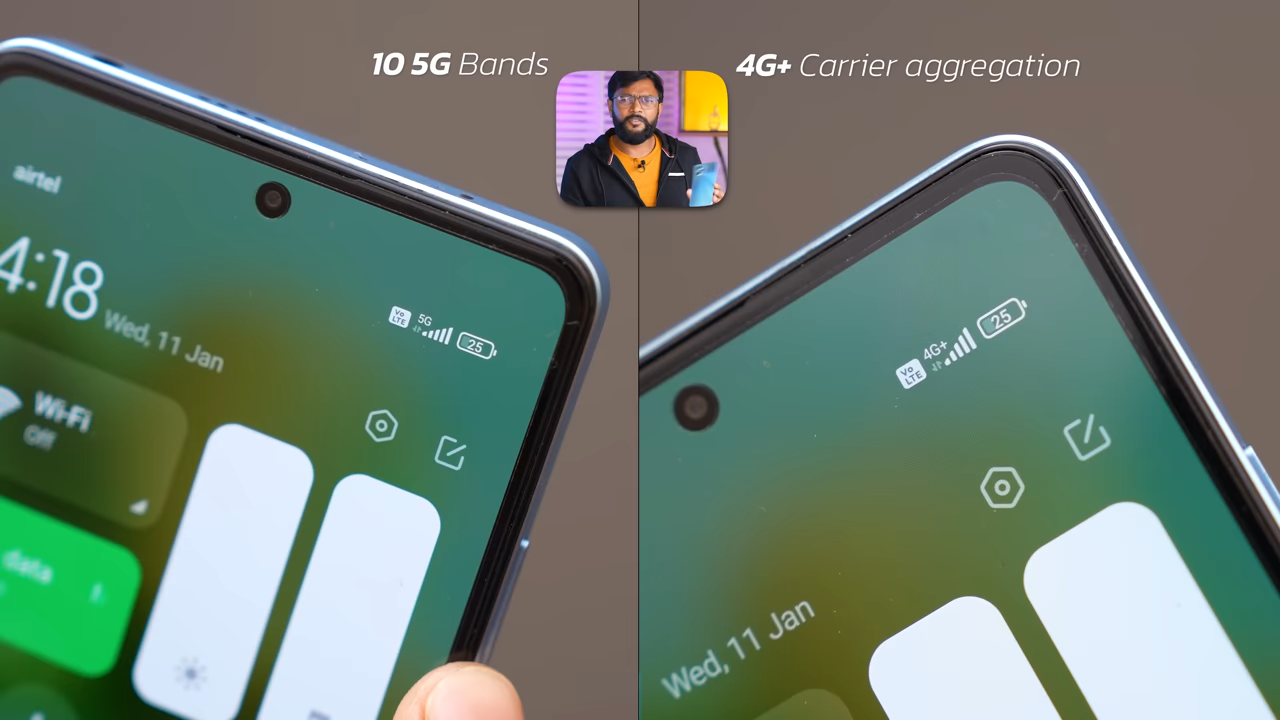 10 5G Bands
4G+ Carrier aggregation
airtel
4:18
Wed, 11 Jan
Vo
LTE
5G
25
Wi-Fi
Off
data
Vo
LTE
4G+
25
Wed, 11 Jan